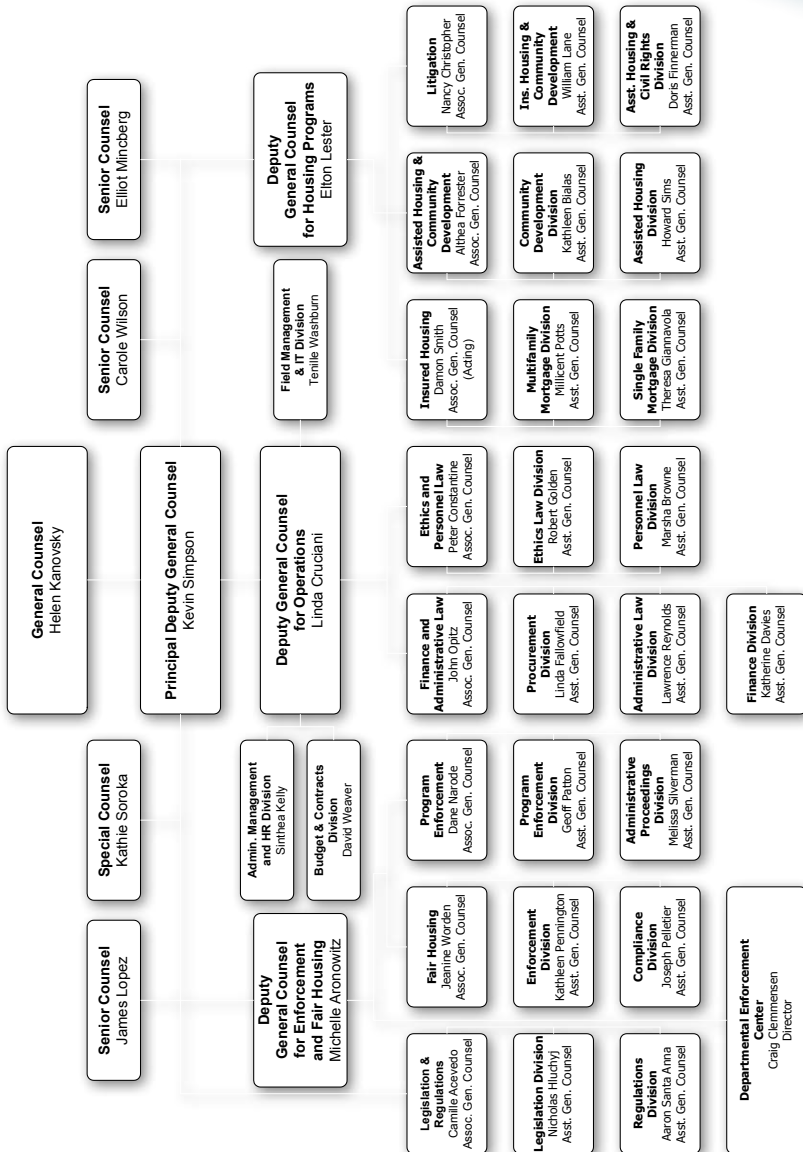 General Counsel
Helen Kanovsky
Senior Counsel
James Lopez
Special Counsel
Kathie Soroka
Senior Counsel
Carole Wilson
Senior Counsel
Elliot Mincberg
Principal Deputy General Counsel
Kevin Simpson
Deputy
General Counsel
for Enforcement
and Fair Housing
Michelle Aronowitz
Admin. Management
and HR Division
Sinthea Kelly
Budget & Contracts
Division
David Weaver
Deputy General Counsel
for Operations
Linda Cruciani
Field Management
& IT Division
Tenille Washburn
Deputy
General Counsel
for Housing Programs
Elton Lester
Legislation &
Regulations
Camille Acevedo
Assoc. Gen. Counsel
Fair Housing
Jeanine Worden
Assoc. Gen. Counsel
Program
Enforcement
Dane Narode
Assoc. Gen. Counsel
Finance and
Administrative Law
John Opitz
Assoc. Gen. Counsel
Ethics and
Personnel Law
Peter Constantine
Assoc. Gen. Counsel
Insured Housing
Damon Smith
Assoc. Gen. Counsel
(Acting)
Assisted Housing &
Community
Development
Althea Forrester
Assoc. Gen. Counsel
Litigation
Nancy Christopher
Assoc. Gen. Counsel
Legislation Division
Nicholas Hluchyj
Asst. Gen. Counsel
Enforcement
Division
Kathleen Pennington
Asst. Gen. Counsel
Program
Enforcement
Division
Geoff Patton
Asst. Gen. Counsel
Procurement
Division
Linda Fallowfield
Asst. Gen. Counsel
Ethics Law Division
Robert Golden
Asst. Gen. Counsel
Multifamily
Mortgage Division
Millicent Potts
Asst. Gen. Counsel
Community
Development
Division
Kathleen Bialas
Asst. Gen. Counsel
Ins. Housing &
Community
Development
William Lane
Asst. Gen. Counsel
Regulations
Division
Aaron Santa Anna
Asst. Gen. Counsel
Compliance
Division
Joseph Pelletier
Asst. Gen. Counsel
Administrative
Proceedings
Division
Melissa Silverman
Asst. Gen. Counsel
Administrative Law
Division
Lawrence Reynolds
Asst. Gen. Counsel
Personnel Law
Division
Marsha Browne
Asst. Gen. Counsel
Single Family
Mortgage Division
Theresa Giannavola
Asst. Gen. Counsel
Assisted Housing
Division
Howard Sims
Asst. Gen. Counsel
Asst. Housing &
Civil Rights
Division
Doris Finnerman
Asst. Gen. Counsel
Departmental Enforcement
Center
Craig Clemmensen
Director
Finance Division
Katherine Davies
Asst. Gen. Counsel